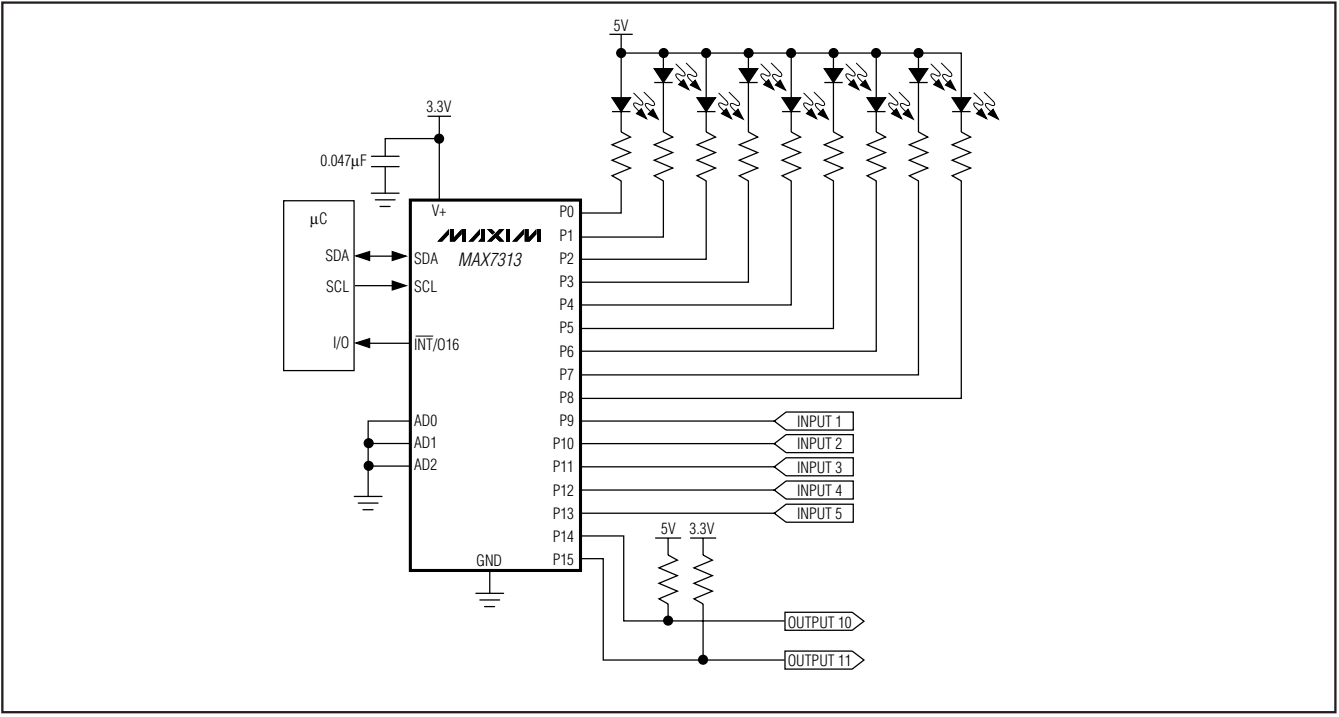 5V
3.3V
0.047μF
μC
SDA
SCL
I/O
V+
MAXIM
MAX7313
SDA
SCL
INT/O16
AD0
AD1
AD2
GND
P0
P1
P2
P3
P4
P5
P6
P7
P8
P9
P10
P11
P12
P13
P14
P15
INPUT 1
INPUT 2
INPUT 3
INPUT 4
INPUT 5
5V
3.3V
OUTPUT 10
OUTPUT 11